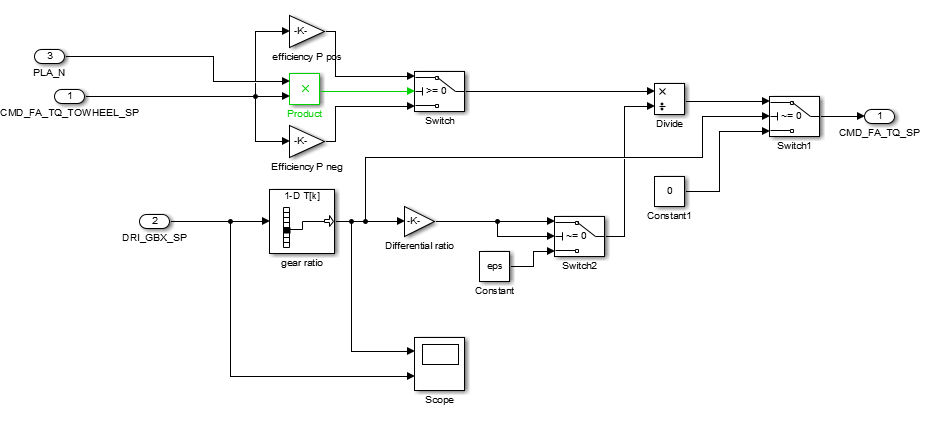 -K-
efficiency P pos
3
PLA_N
1
CMD_FA_TQ_TOWHEEL_SP
×
Product
>= 0
Switch
-K-
Efficiency P neg
×
÷
Divide
~= 0
Switch1
1
CMD_FA_TQ_SP
0
Constant1
2
DRI_GBX_SP
1-D T[k]
gear ratio
-K-
Differential ratio
~= 0
Switch2
eps
Constant
Scope